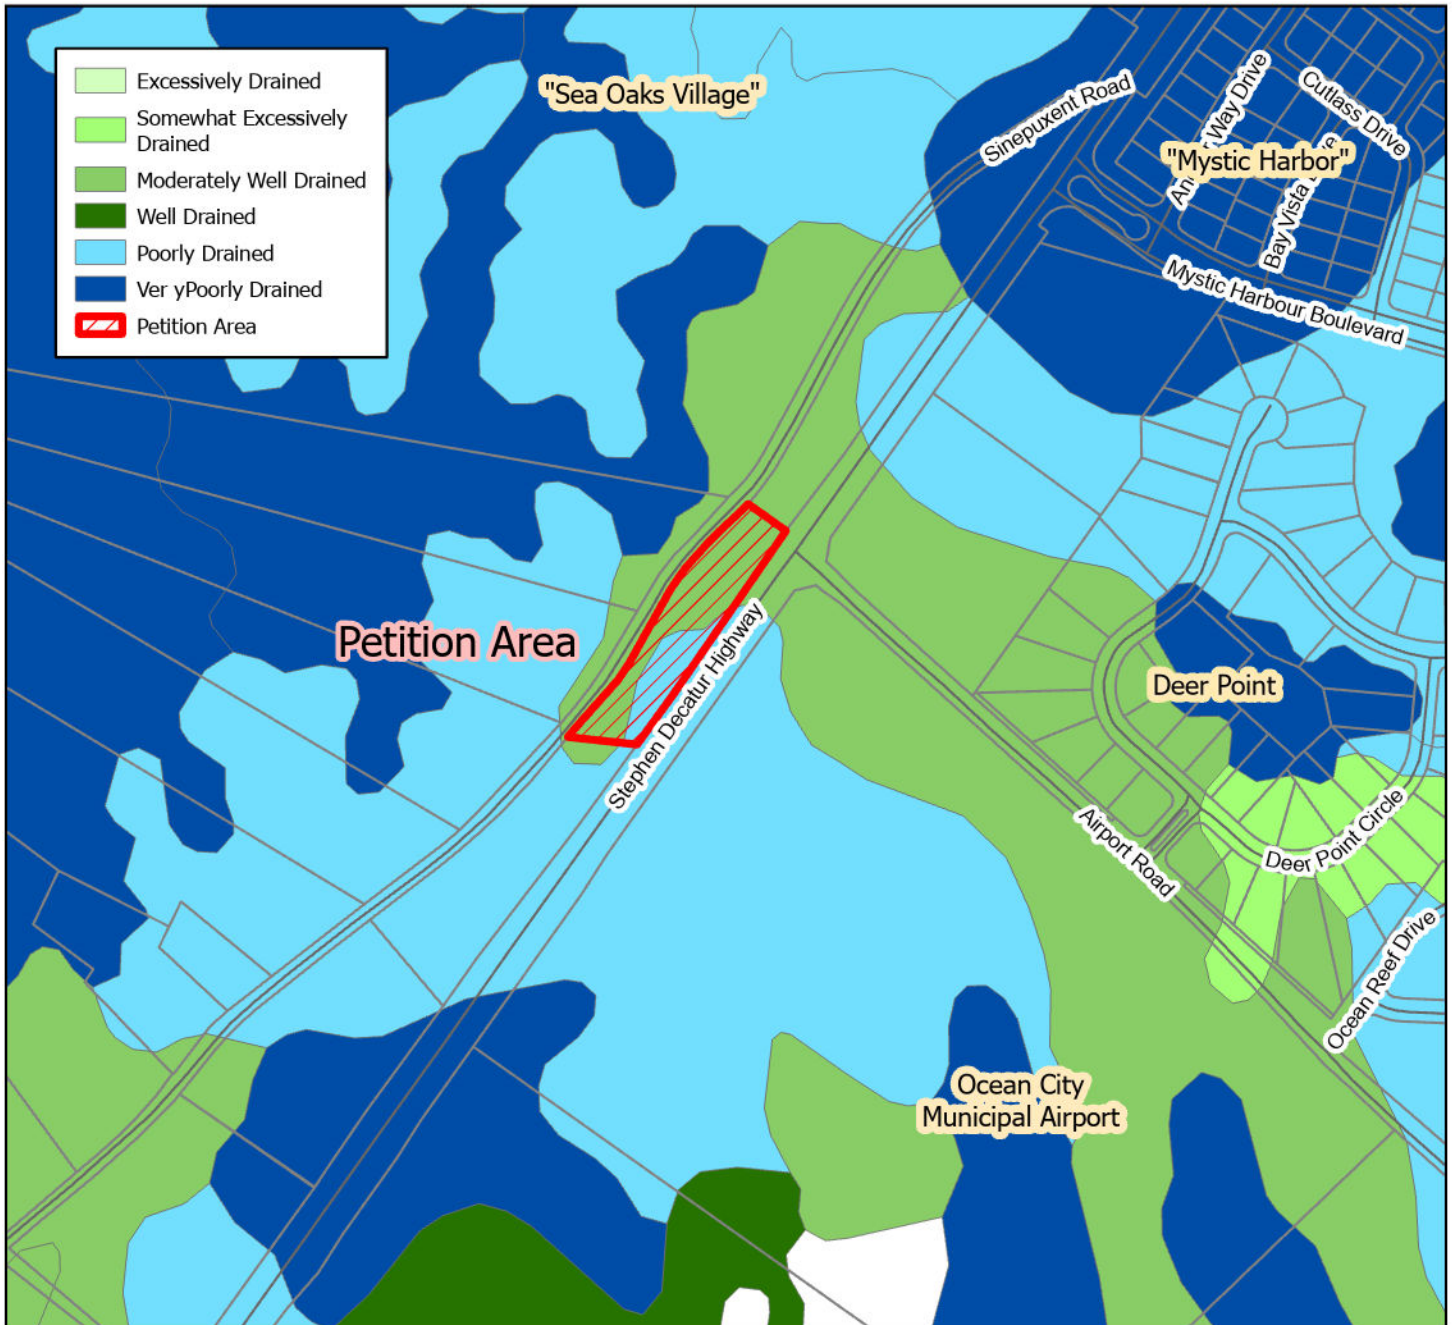 Excessively Drained
Somewhat Excessively
Drained
Moderately Well Drained
Well Drained
Poorly Drained
Ver yPoorly Drained
Petition Area
"Sea Oaks Village"
Sinepuxent Road
Way Drive
Cutlass Drive
"Mystic Harbor"
Bay Vista
Mystic Harbour Boulevard
Petition Area
Stephen Decatur Highway
Deer Point
Airport Road
Deer Point Circle
Ocean Reef Drive
Ocean City
Municipal Airport